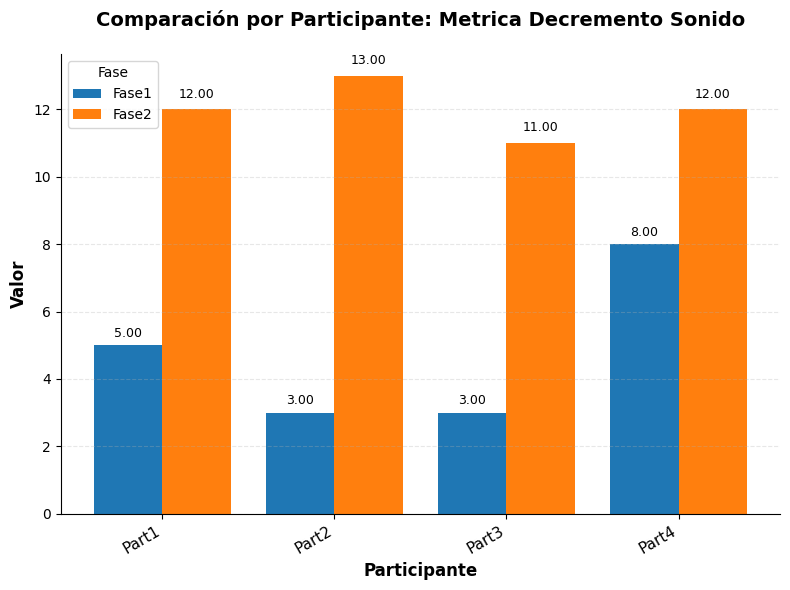 Comparación por Participante: Metrica Decremento Sonido
Fase
Fase1
Fase2
Valor
12
10
8
6
4
2
0
5.00
12.00
3.00
13.00
3.00
11.00
8.00
12.00
Part1
Part2
Part3
Part4
Participante